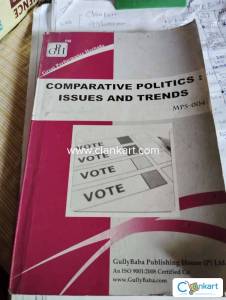 COMPARATIVE POLITICS :
ISSUES AND TRENDS
MPS-004
www.clankart.com
VOTE
VOTE
VOTE
VOTE
GullyBaba Publishing House (P) Ltd.
An ISO 9001:2008 Certified Co.
www.GullyBaba.com
Clankart